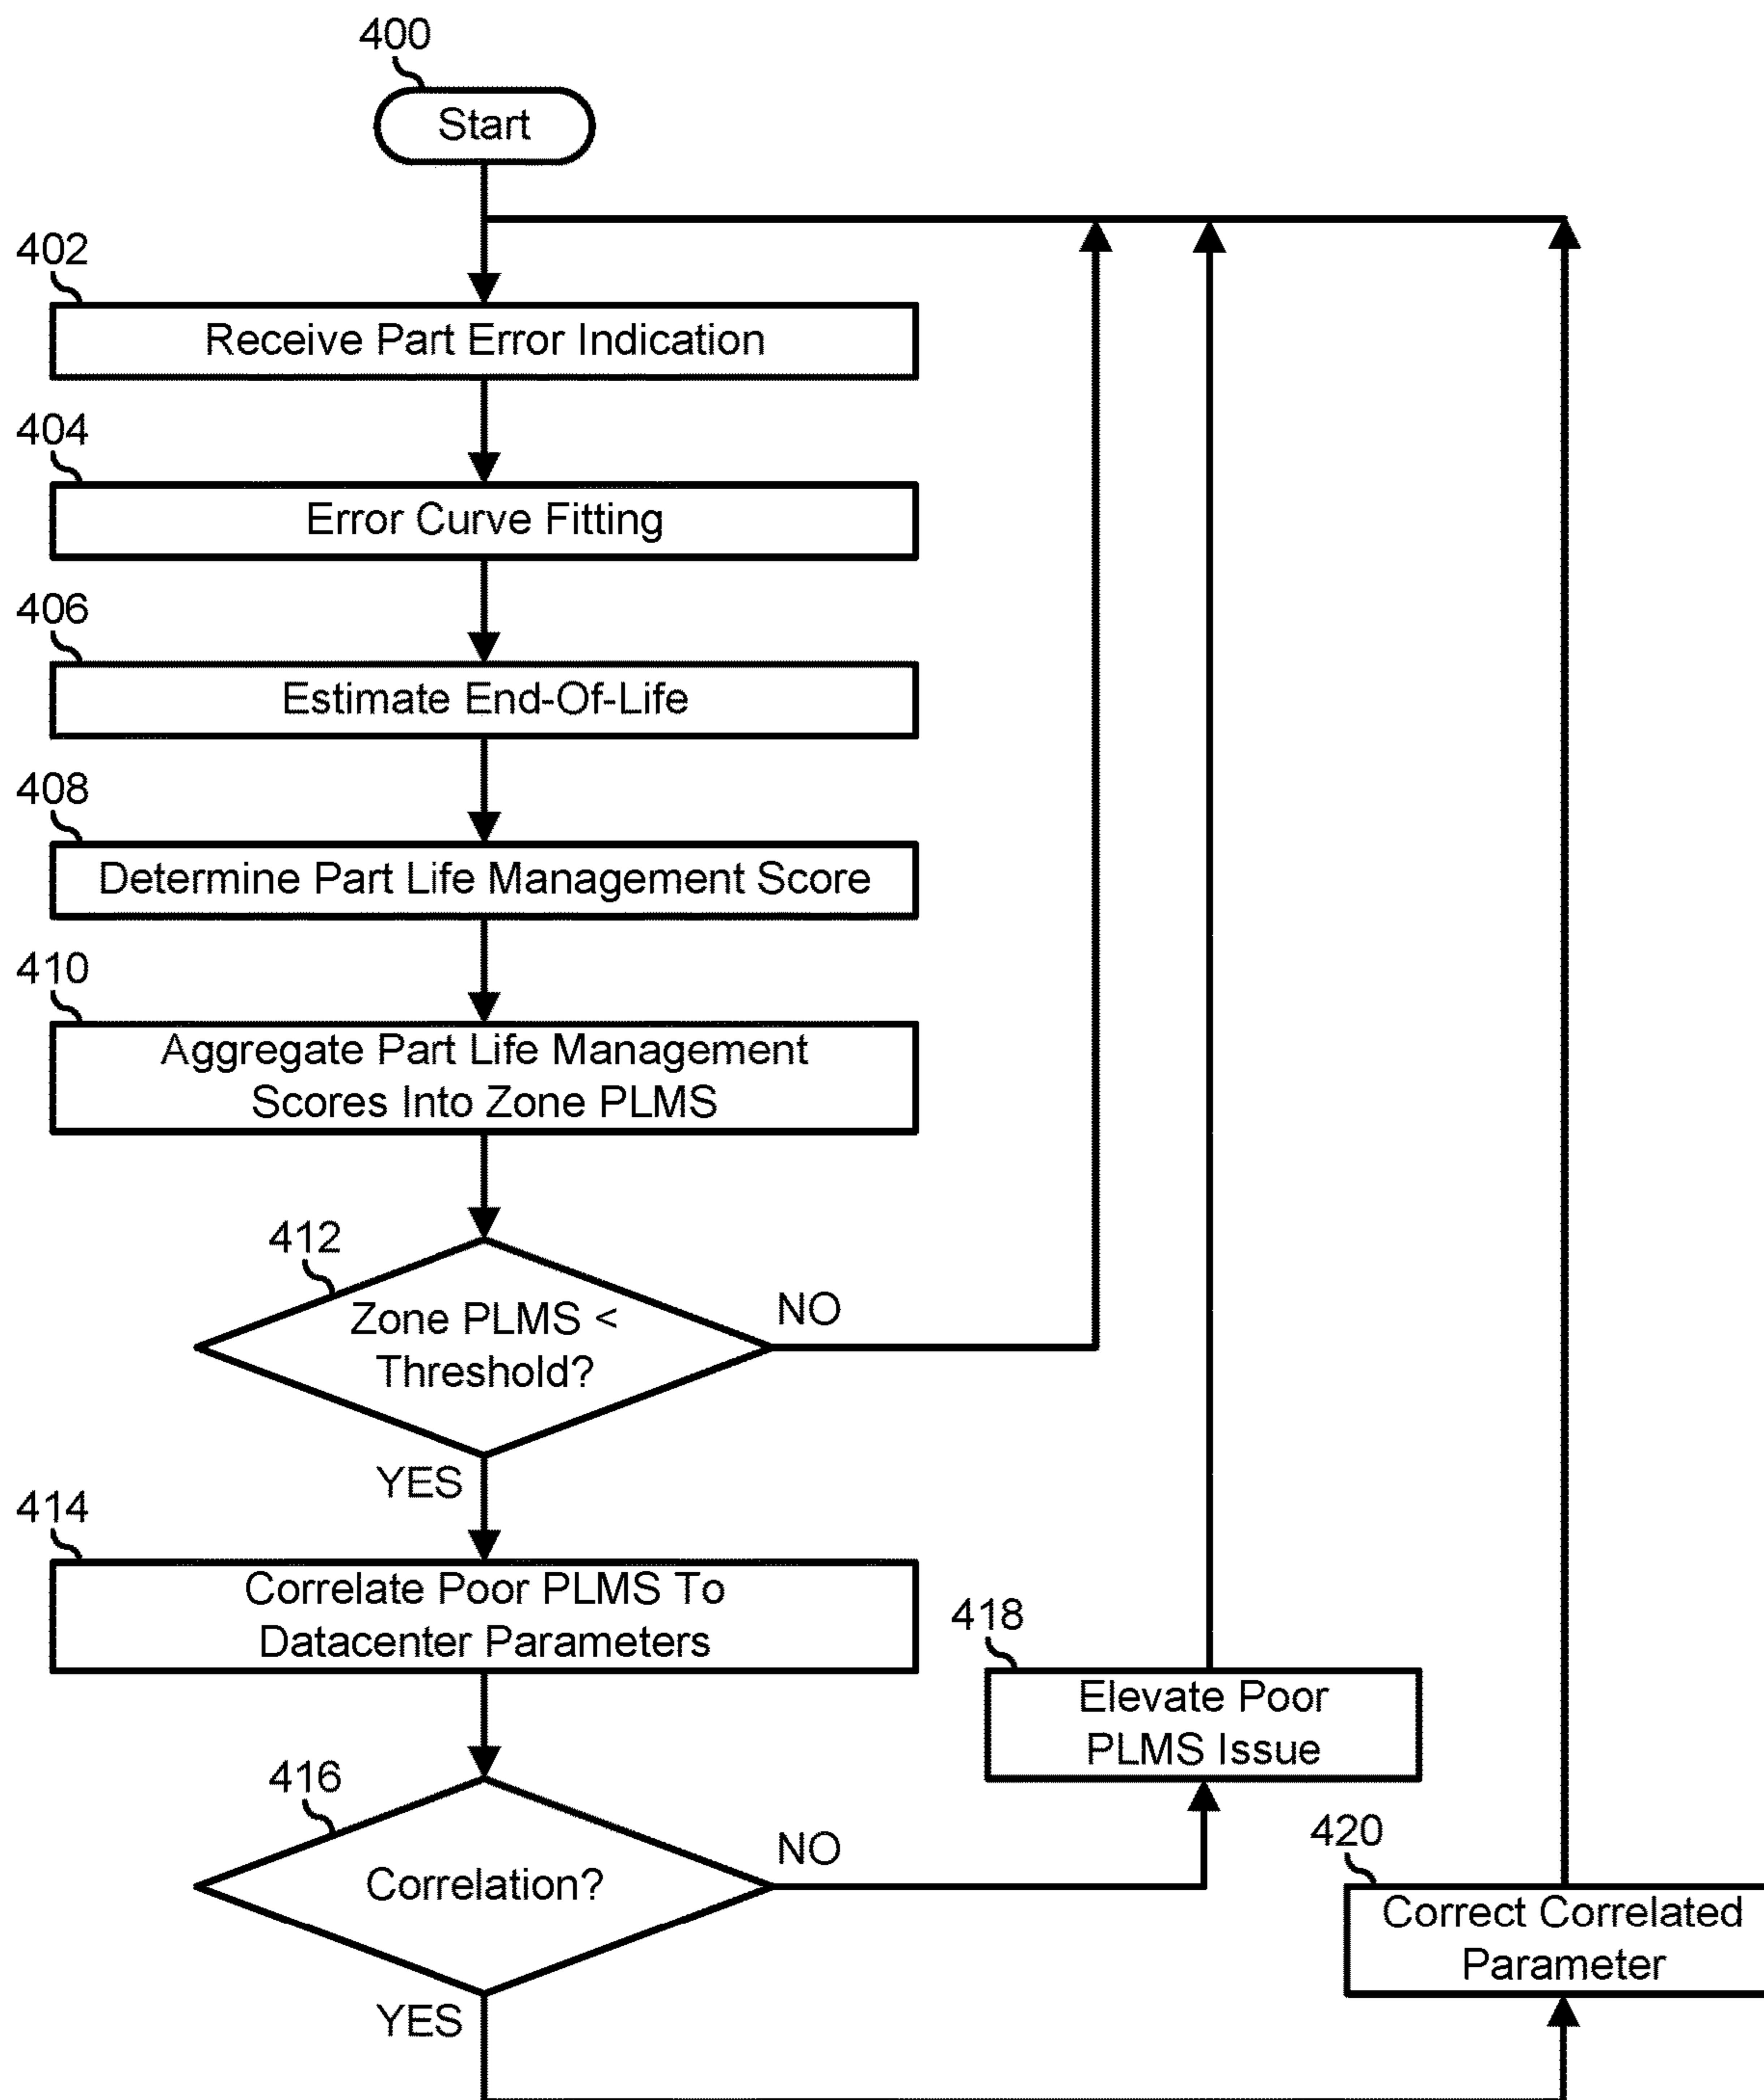 400
Start
402
Receive Part Error Indication
404
Error Curve Fitting
406
Estimate End-Of-Life
408
Determine Part Life Management Score
410
Aggregate Part Life Management
Scores Into Zone PLMS
412
Zone PLMS <
Threshold?
NO
YES
414
Correlate Poor PLMS To
Datacenter Parameters
416
Correlation?
NO
YES
418
Elevate Poor
PLMS Issue
420
Correct Correlated
Parameter